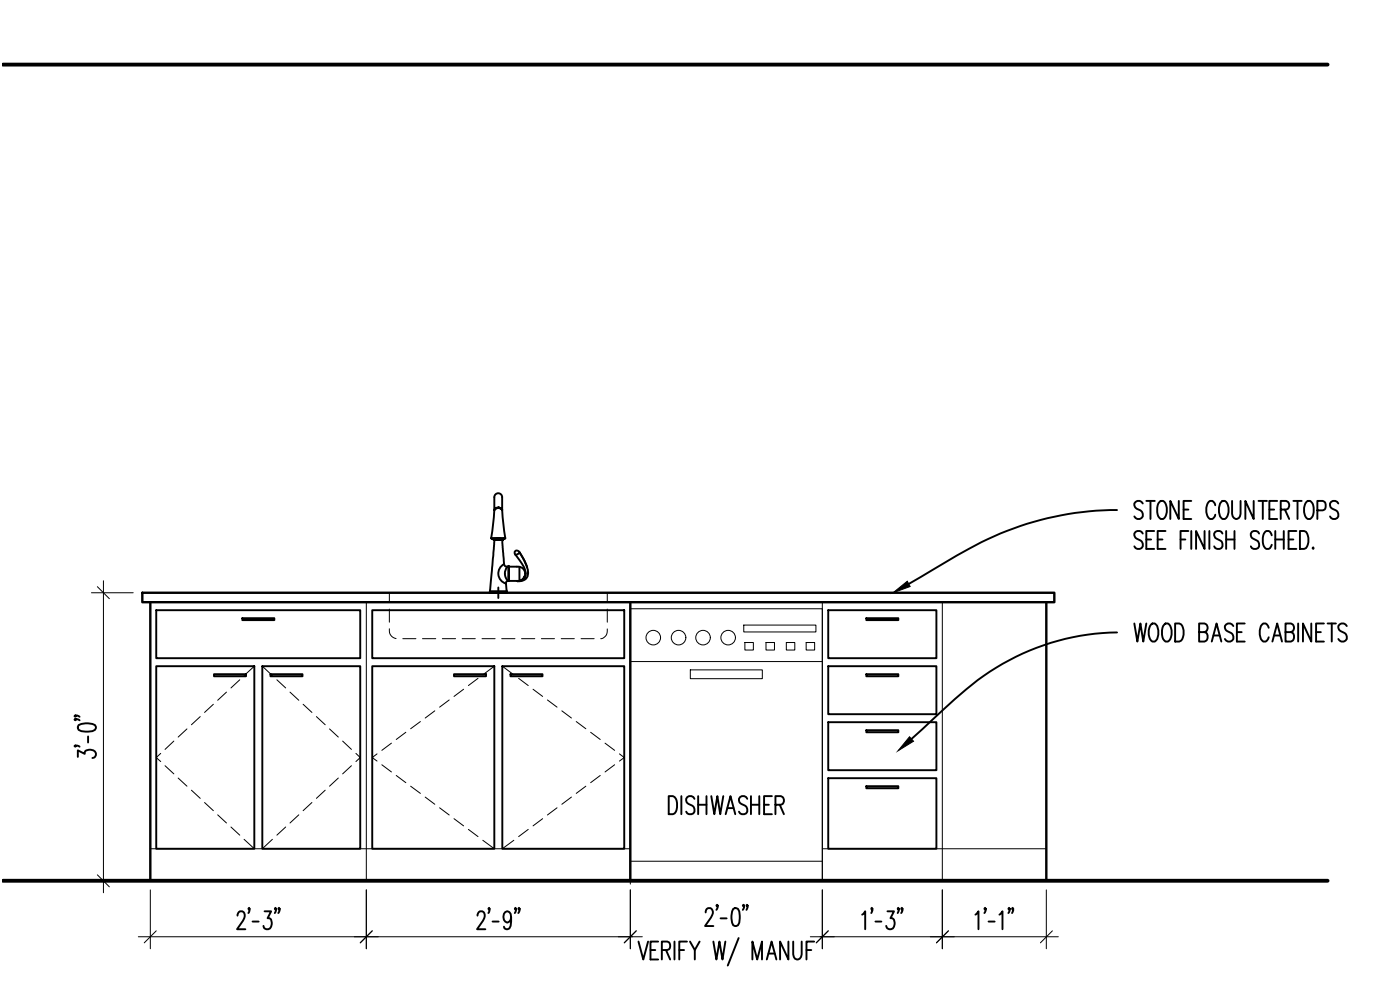 STONE COUNTERTOPS
SEE FINISH SCHED.
WOOD BASE CABINETS
3'-0"
DISHWASHER
2'-3"
2'-9"
2'-0"
VERIFY W/ MANUF
1'-3"
1'-1"